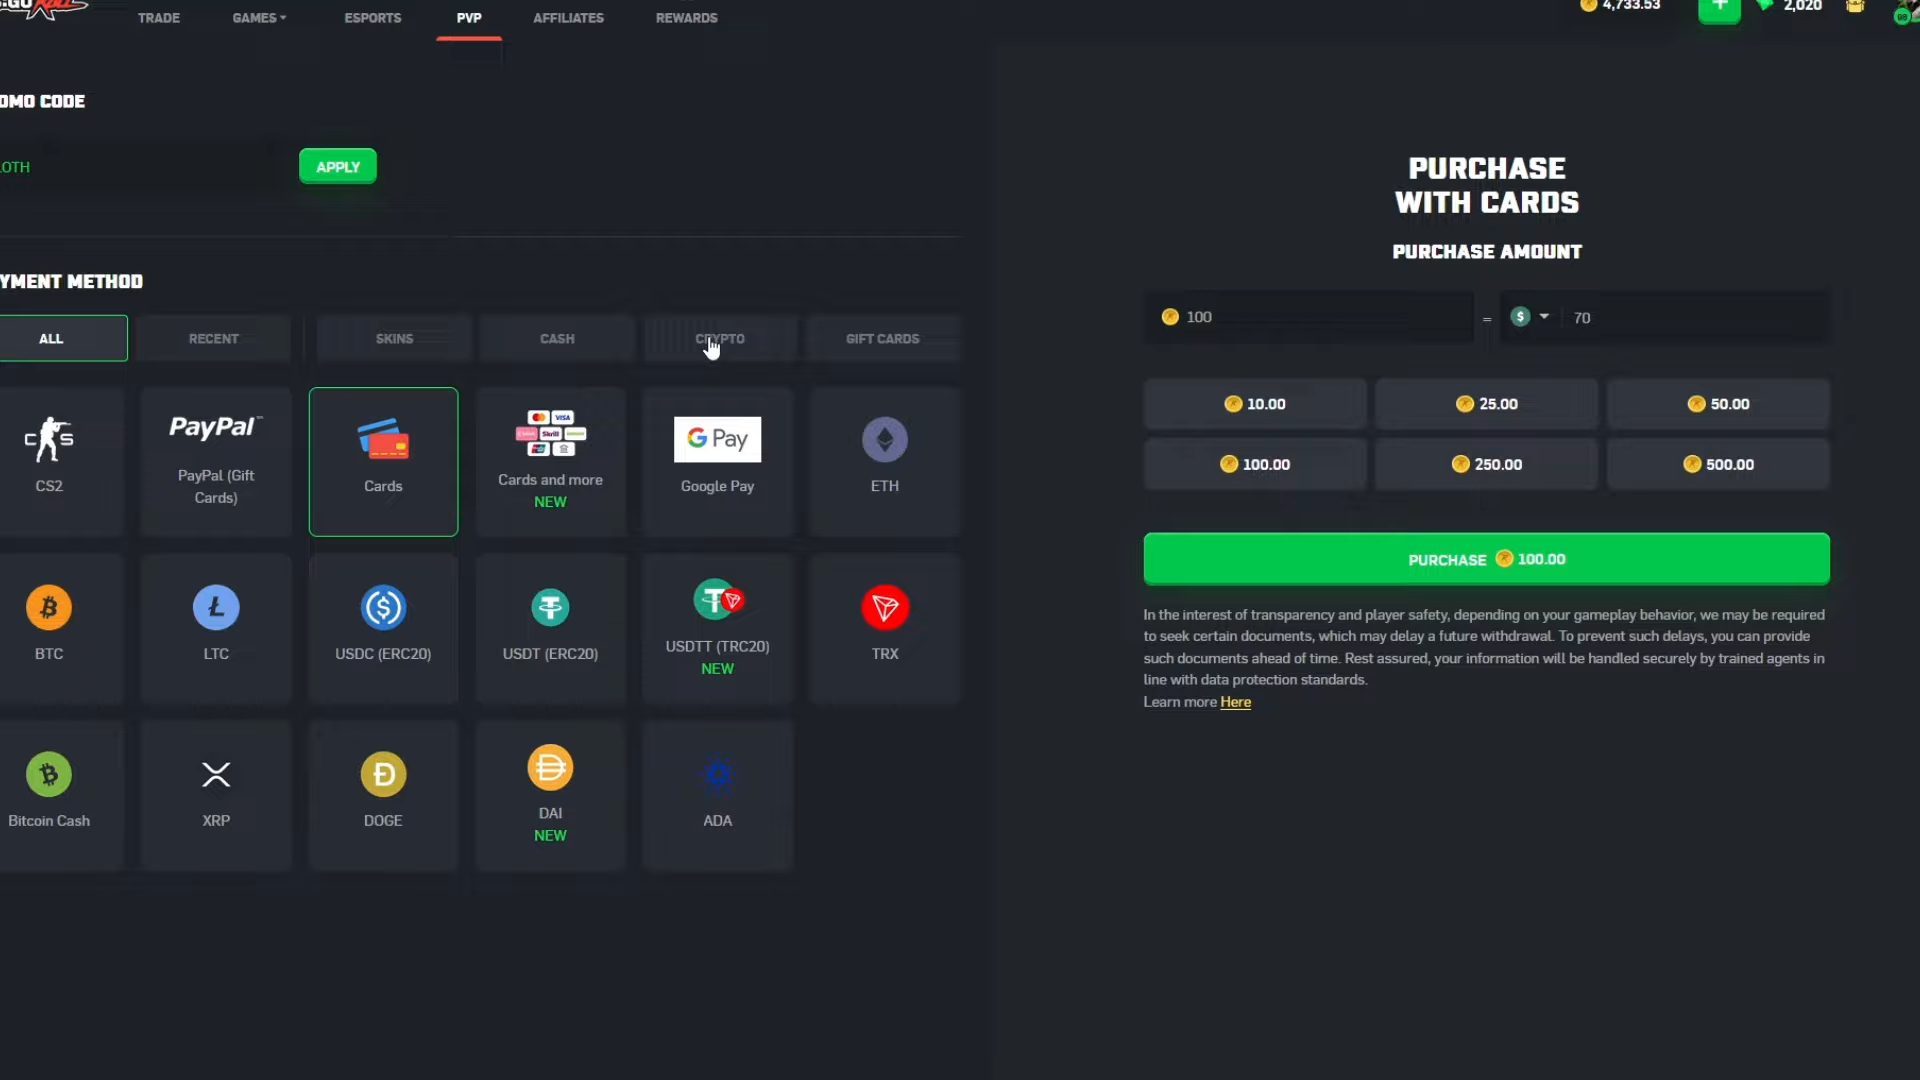 TRADE
GAMES
ESPORTS
PVP
AFFILIATES
REWARDS
4,733.53
2,020
OMO CODE
OTH
APPLY
YMENT METHOD
ALL
RECENT
SKINS
CASH
CRYPTO
GIFT CARDS
CS2
PayPal
PayPal (Gift
Cards)
Cards
VISA
Skrill
Cards and more
NEW
G Pay
Google Pay
ETH
BTC
LTC
USDC (ERC20)
USDT (ERC20)
USDTT (TRC20)
NEW
TRX
Bitcoin Cash
XRP
DOGE
DAI
NEW
ADA
PURCHASE
WITH CARDS
PURCHASE AMOUNT
100
=
$
70
10.00
25.00
50.00
100.00
250.00
500.00
PURCHASE 100.00
In the interest of transparency and player safety, depending on your gameplay behavior, we may be required
to seek certain documents, which may delay a future withdrawal. To prevent such delays, you can provide
such documents ahead of time. Rest assured, your information will be handled securely by trained agents in
line with data protection standards.
Learn more Here